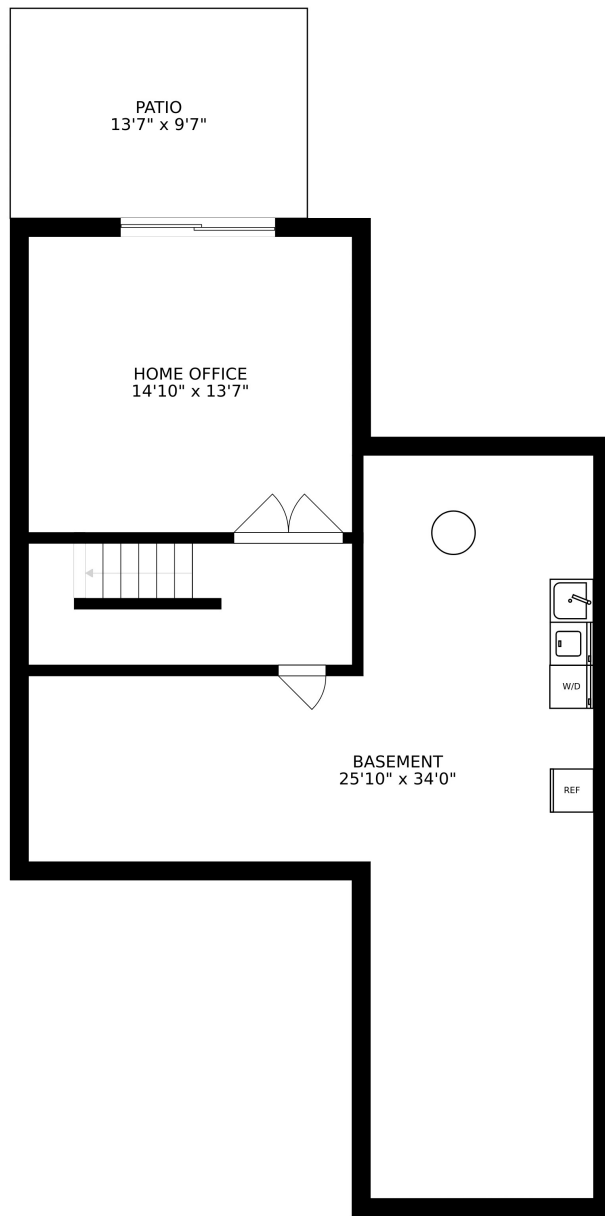 PATIO
13'7" x 9'7"
HOME OFFICE
14'10" x 13'7"
W/D
BASEMENT
25'10" x 34'0"
REF